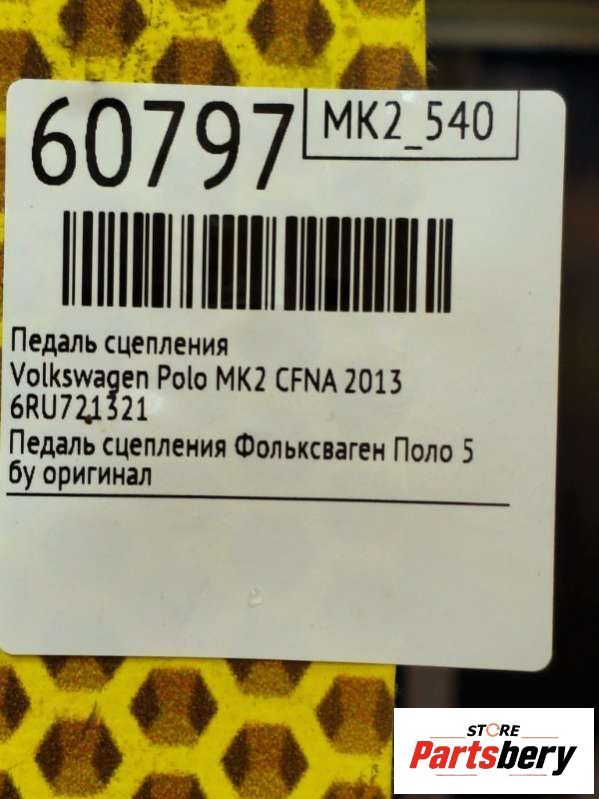 60797
MK2_540
Педаль сцепления
Volkswagen Polo MK2 CFNA 2013
6RU721321
Педаль сцепления Фольксваген Поло 5
бу оригинал
STORE
Partsbery